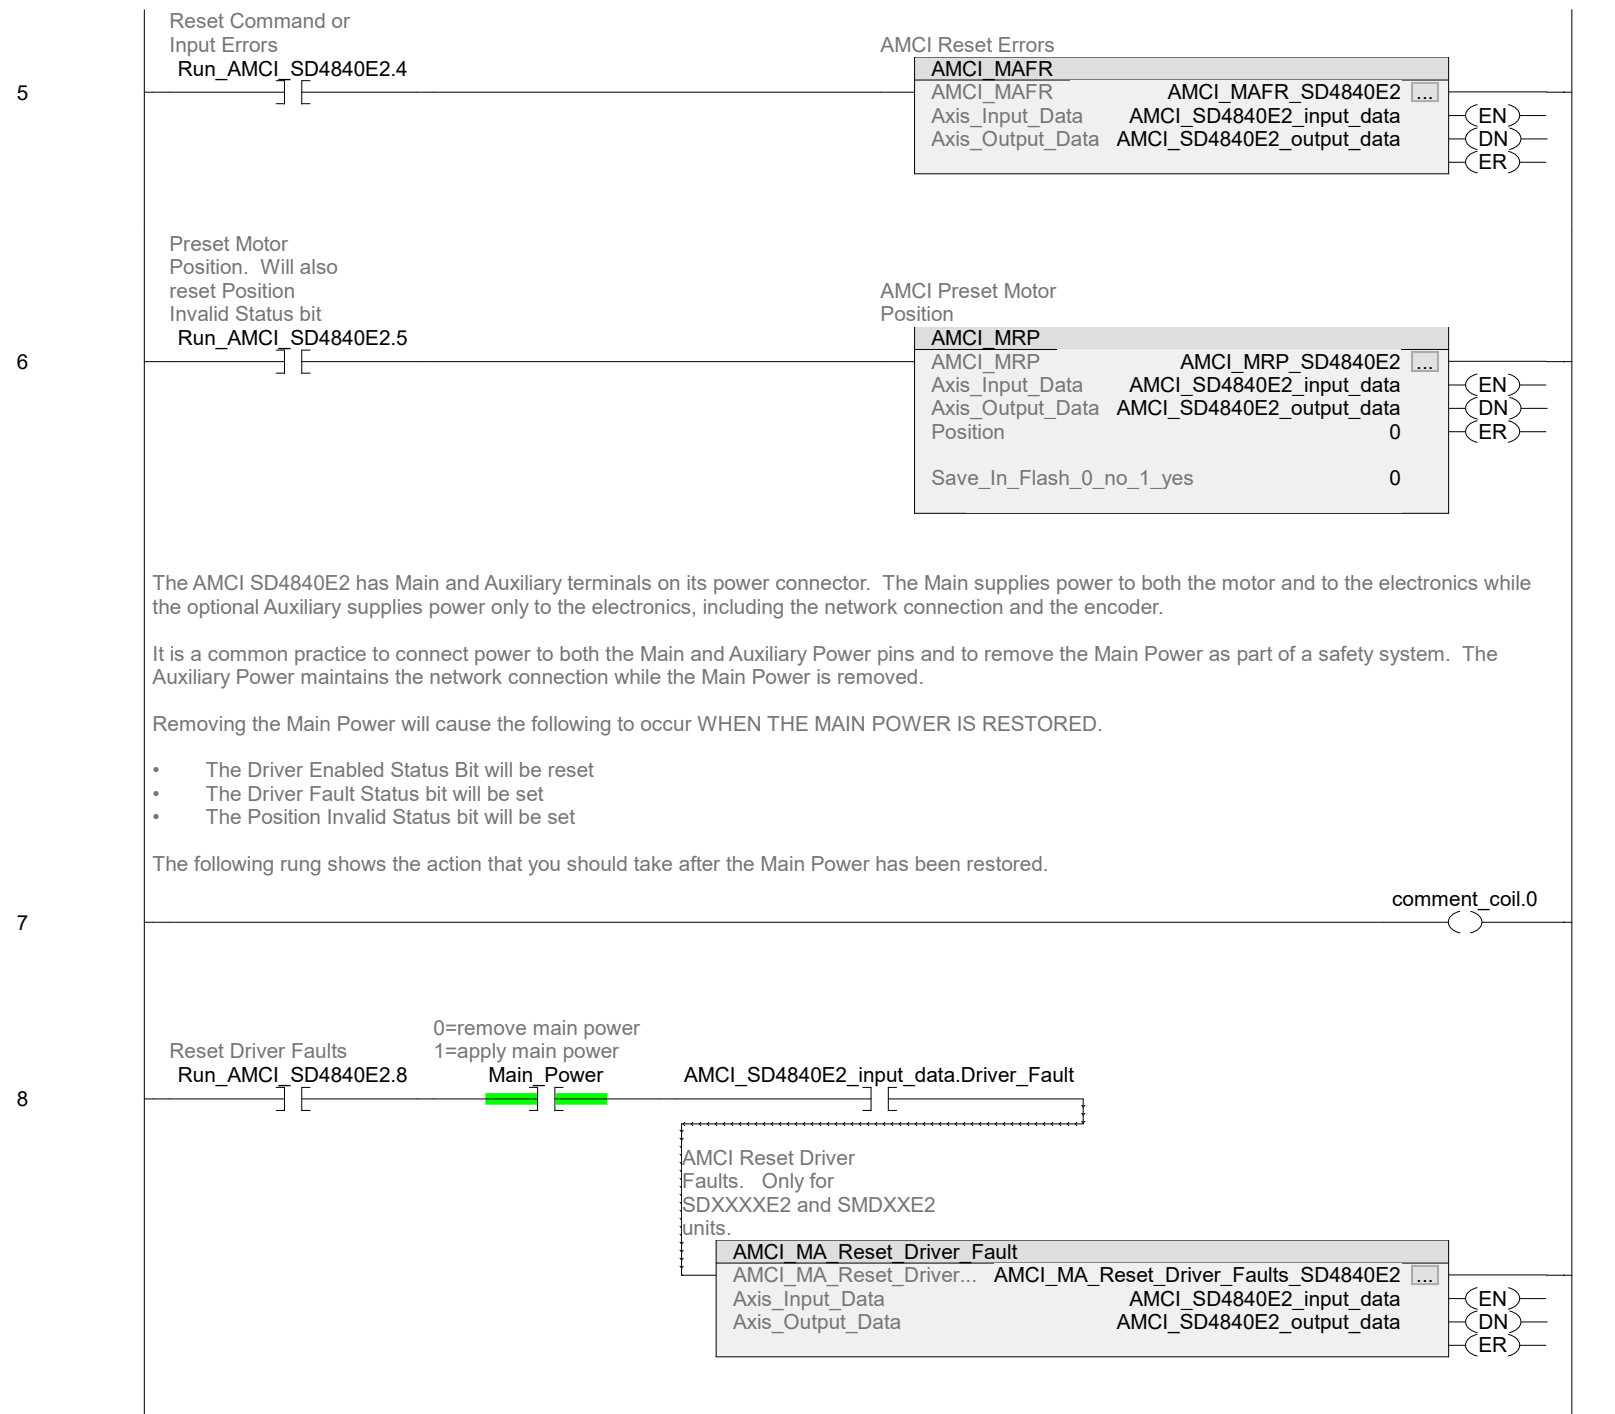 Reset Command or
Input Errors
Run_AMCI_SD4840E2.4
5
AMCI Reset Errors
AMCI_MAFR
AMCI_MAFR AMCI_MAFR_SD4840E2 ...
Axis_Input_Data AMCI_SD4840E2_input_data
Axis_Output_Data AMCI_SD4840E2_output_data
EN
DN
ER
Preset Motor
Position. Will also
reset Position
Invalid Status bit
Run_AMCI_SD4840E2.5
6
AMCI Preset Motor
Position
AMCI_MRP
AMCI_MRP AMCI_MRP_SD4840E2 ...
Axis_Input_Data AMCI_SD4840E2_input_data
Axis_Output_Data AMCI_SD4840E2_output_data
Position 0
Save_In_Flash_0_no_1_yes 0
EN
DN
ER
The AMCI SD4840E2 has Main and Auxiliary terminals on its power connector. The Main supplies power to both the motor and to the electronics while
the optional Auxiliary supplies power only to the electronics, including the network connection and the encoder.
It is a common practice to connect power to both the Main and Auxiliary Power pins and to remove the Main Power as part of a safety system. The
Auxiliary Power maintains the network connection while the Main Power is removed.
Removing the Main Power will cause the following to occur WHEN THE MAIN POWER IS RESTORED.
• The Driver Enabled Status Bit will be reset
• The Driver Fault Status bit will be set
• The Position Invalid Status bit will be set
The following rung shows the action that you should take after the Main Power has been restored.
comment_coil.0
7
Reset Driver Faults
Run_AMCI_SD4840E2.8
0=remove main power
1=apply main power
Main_Power
AMCI_SD4840E2_input_data.Driver_Fault
8
AMCI Reset Driver
Faults. Only for
SDXXXXE2 and SMDXXE2
units.
AMCI_MA_Reset_Driver_Fault
AMCI_MA_Reset_Driver... AMCI_MA_Reset_Driver_Faults_SD4840E2 ...
Axis_Input_Data AMCI_SD4840E2_input_data
Axis_Output_Data AMCI_SD4840E2_output_data
EN
DN
ER